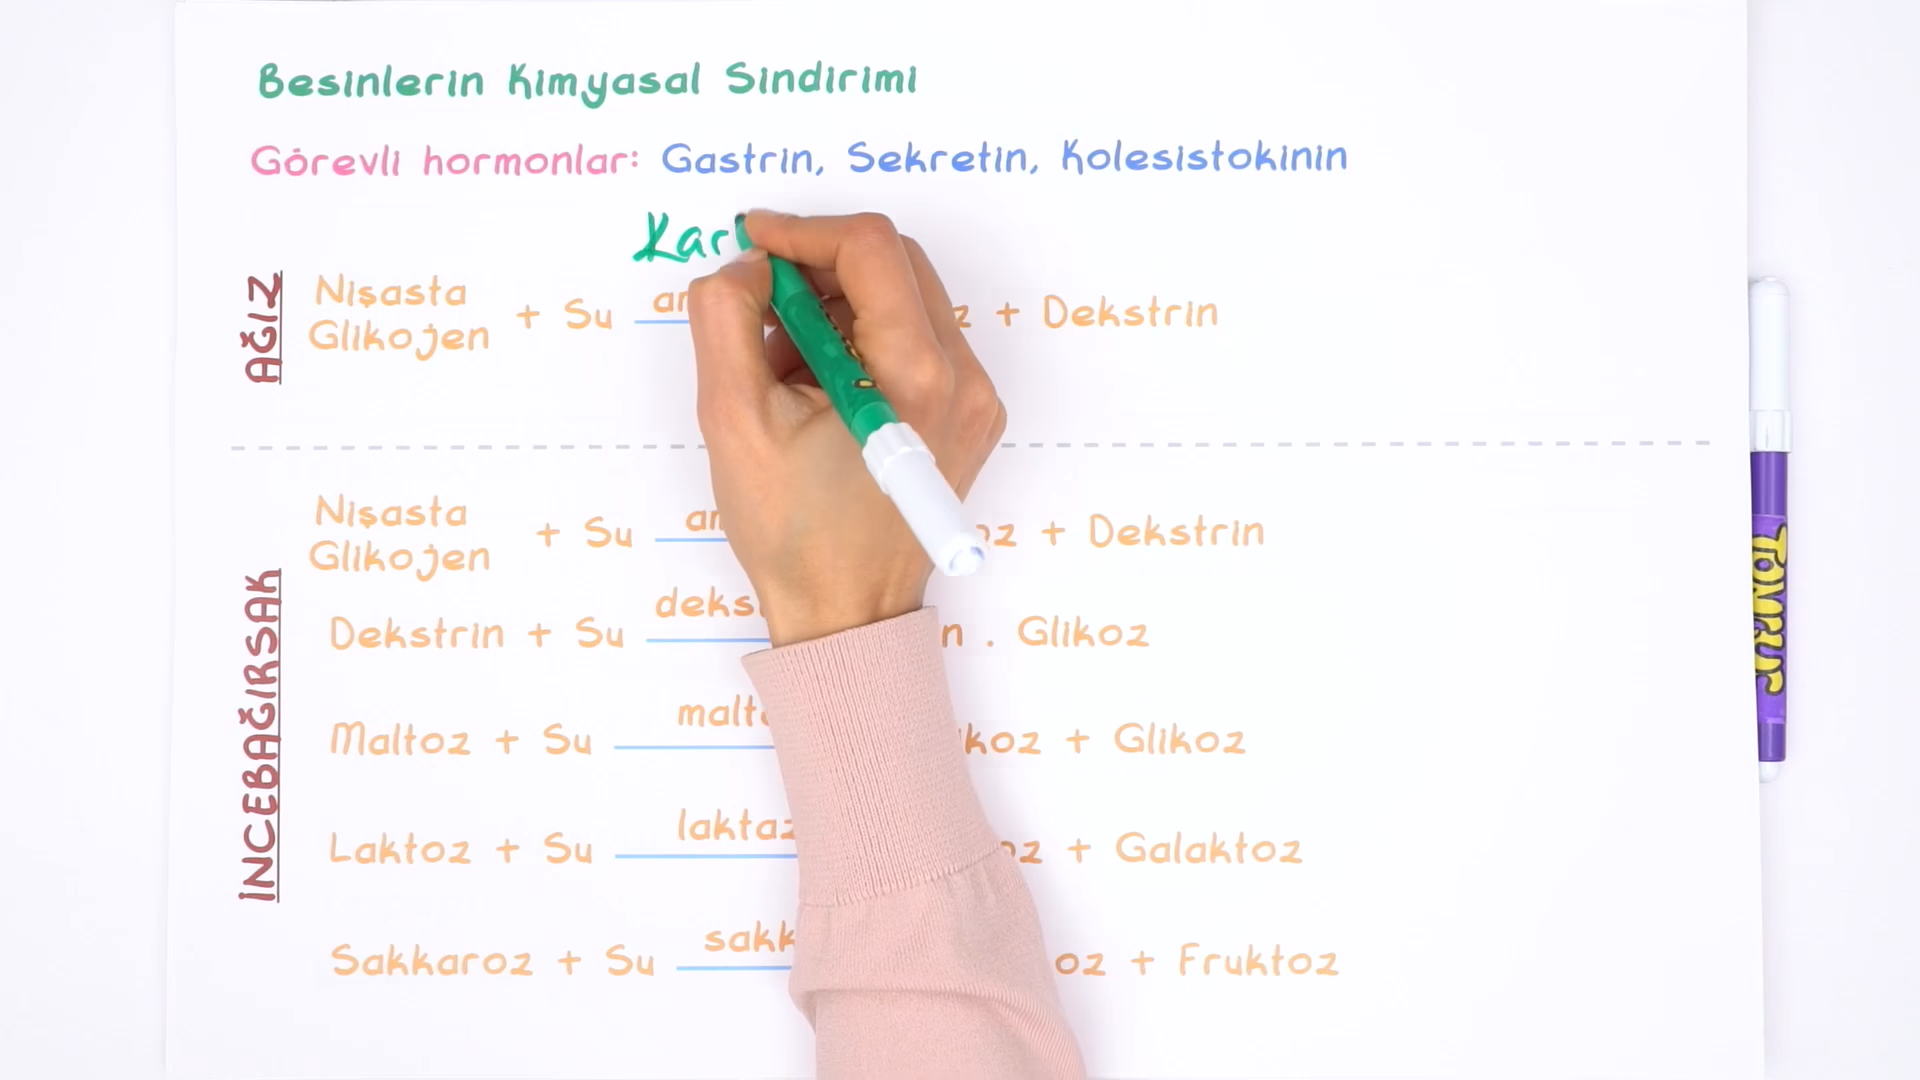 Besinlerin Kimyasal Sindirimi
Görevli hormonlar: Gastrin, Sekretin, Kolesistokinin
Kar
AĞIZ
Nişasta
Glikojen + Su + Dekstrin
İNCEBAĞIRSAK
Nişasta
Glikojen + Su + Dekstrin
Dekstrin + Su n . Glikoz
Maltoz + Su + Glikoz
laktaz
Laktoz + Su + Galaktoz
Sakkaroz + Su + Fruktoz
TOMBUL